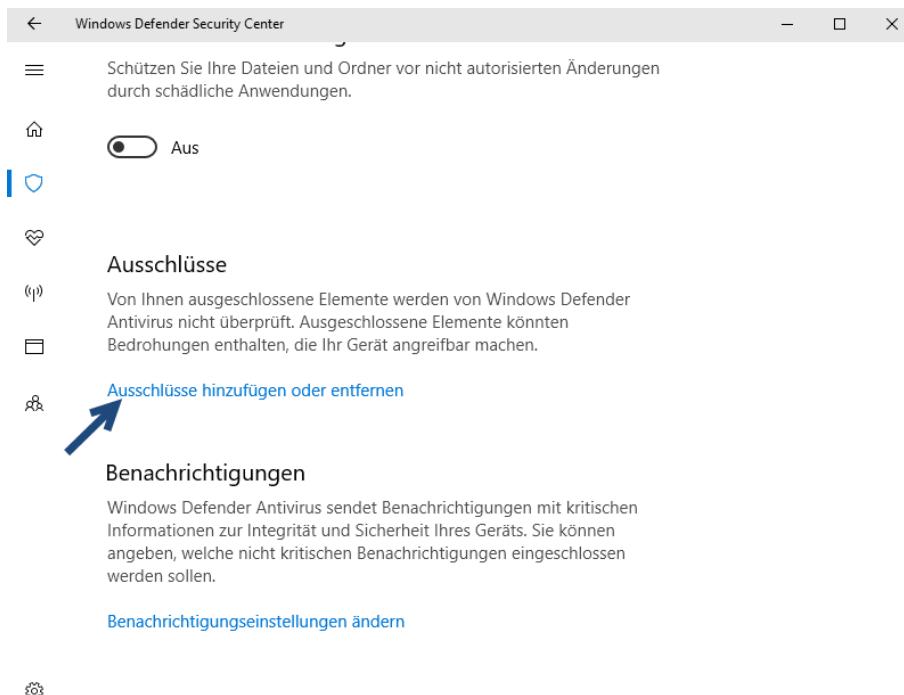 Windows Defender Security Center
Schützen Sie Ihre Dateien und Ordner vor nicht autorisierten Änderungen
durch schädliche Anwendungen.
Aus
Ausschlüsse
Von Ihnen ausgeschlossene Elemente werden von Windows Defender
Antivirus nicht überprüft. Ausgeschlossene Elemente könnten
Bedrohungen enthalten, die Ihr Gerät angreifbar machen.
Ausschlüsse hinzufügen oder entfernen
Benachrichtigungen
Windows Defender Antivirus sendet Benachrichtigungen mit kritischen
Informationen zur Integrität und Sicherheit Ihres Geräts. Sie können
angeben, welche nicht kritischen Benachrichtigungen eingeschlossen
werden sollen.
Benachrichtigungseinstellungen ändern